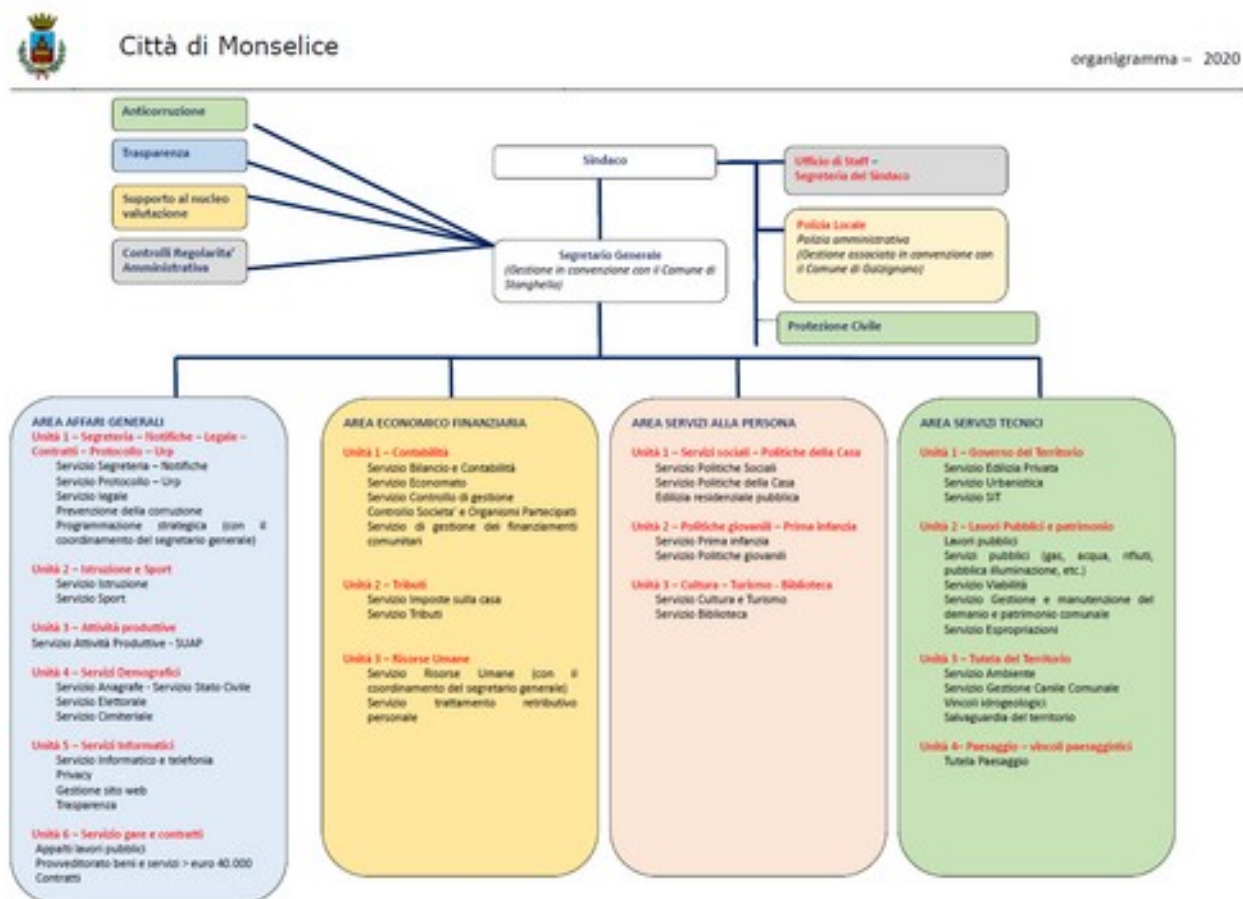 Città di Monselice
organigramma – 2020
Anticorruzione
Trasparenza
Supporto al nucleo
valutazione
Controlli Regolarita'
Amministrativa
Sindaco
Segretario Generale
(Gestione in convenzione con il Comune di
Stanghella)
Ufficio di Staff –
Segreteria del Sindaco
Polizia Locale
Polizia amministrativa
(Gestione associata in convenzione con
il Comune di Galzignano)
Protezione Civile
AREA AFFARI GENERALI
Unità 1 – Segreteria – Notifiche – Legale –
Contratti – Protocollo – Urp
Servizio Segreteria – Notifiche
Servizio Protocollo – Urp
Servizio legale
Prevenzione della corruzione
Programmazione strategica (con il
coordinamento del segretario generale)
Unità 2 – Istruzione e Sport
Servizio Istruzione
Servizio Sport
Unità 3 – Attività produttive
Servizio Attività Produttive - SUAP
Unità 4 – Servizi Demografici
Servizio Anagrafe - Servizio Stato Civile
Servizio Elettorale
Servizio Cimiteriale
Unità 5 – Servizi Informatici
Servizio Informatico e telefonia
Privacy
Gestione sito web
Trasparenza
Unità 6 – Servizio gare e contratti
Appalti lavori pubblici
Provveditorato beni e servizi > euro 40.000
Contratti
AREA ECONOMICO FINANZIARIA
Unità 1 – Contabilità
Servizio Bilancio e Contabilità
Servizio Economato
Servizio Controllo di gestione
Controllo Societa' e Organismi Partecipati
Servizio di gestione dei finanziamenti
comunitari
Unità 2 – Tributi
Servizio Imposte sulla casa
Servizio Tributi
Unità 3 – Risorse Umane
Servizio Risorse Umane (con il
coordinamento del segretario generale)
Servizio trattamento retributivo
personale
AREA SERVIZI ALLA PERSONA
Unità 1 – Servizi sociali – Politiche della Casa
Servizio Politiche Sociali
Servizio Politiche della Casa
Edilizia residenziale pubblica
Unità 2 – Politiche giovanili – Prima infanzia
Servizio Prima infanzia
Servizio Politiche giovanili
Unità 3 – Cultura – Turismo - Biblioteca
Servizio Cultura e Turismo
Servizio Biblioteca
AREA SERVIZI TECNICI
Unità 1 – Governo del Territorio
Servizio Edilizia Privata
Servizio Urbanistica
Servizio SIT
Unità 2 – Lavori Pubblici e patrimonio
Lavori pubblici
Servizi pubblici (gas, acqua, rifiuti,
pubblica illuminazione, etc.)
Servizio Viabilità
Servizio Gestione e manutenzione del
demanio e patrimonio comunale
Servizio Espropriazioni
Unità 3 – Tutela del Territorio
Servizio Ambiente
Servizio Gestione Canile Comunale
Vincoli idrogeologici
Salvaguardia del territorio
Unità 4– Paesaggio – vincoli paesaggistici
Tutela Paesaggio